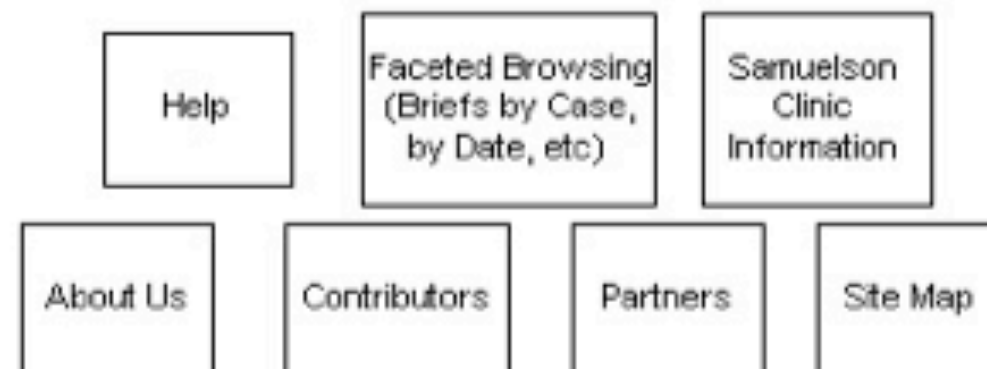 Help
Faceted Browsing
(Briefs by Case,
by Date, etc)
Samuelson
Clinic
Information
About Us
Contributors
Partners
Site Map